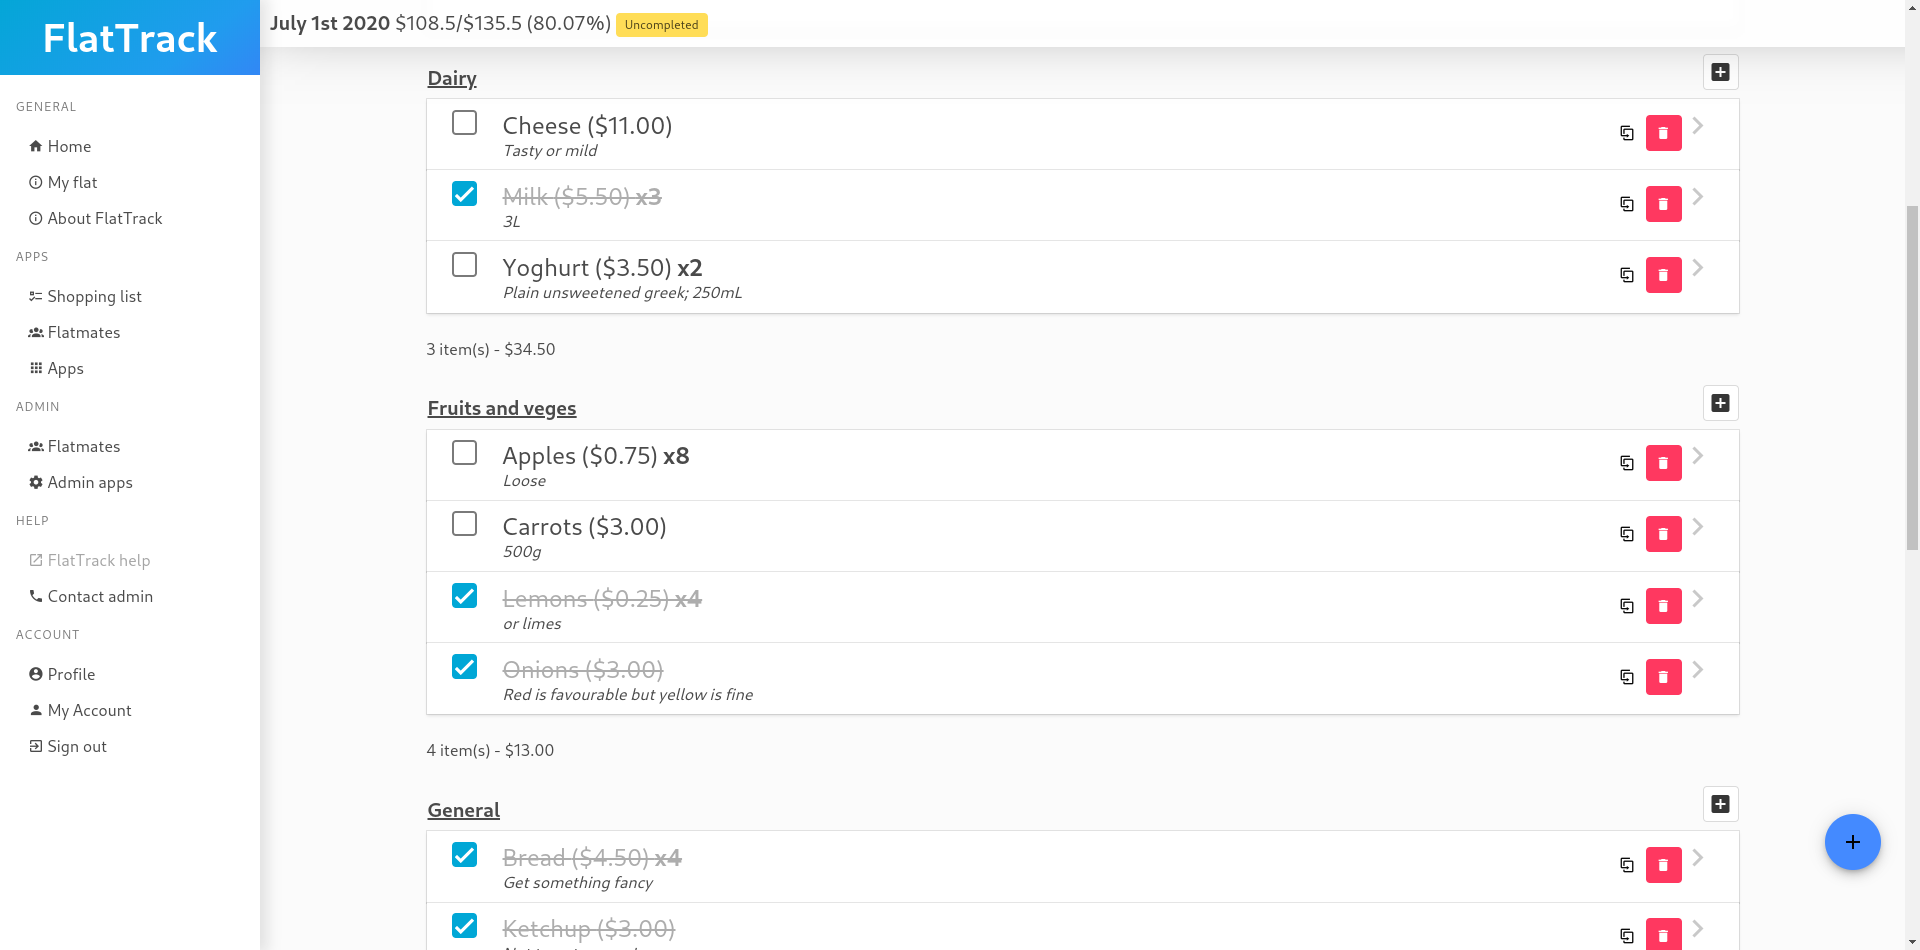 FlatTrack
GENERAL
Home
My flat
About FlatTrack
APPS
Shopping list
Flatmates
Apps
ADMIN
Flatmates
Admin apps
HELP
FlatTrack help
Contact admin
ACCOUNT
Profile
My Account
Sign out
July 1st 2020 $108.5/$135.5 (80.07%) Uncompleted
Dairy
Cheese ($11.00)
Tasty or mild
Milk ($5.50) x3
3L
Yoghurt ($3.50) x2
Plain unsweetened greek; 250mL
3 item(s) - $34.50
Fruits and veges
Apples ($0.75) x8
Loose
Carrots ($3.00)
500g
Lemons ($0.25) x4
or limes
Onions ($3.00)
Red is favourable but yellow is fine
4 item(s) - $13.00
General
Bread ($4.50) x4
Get something fancy
Ketchup ($3.00)